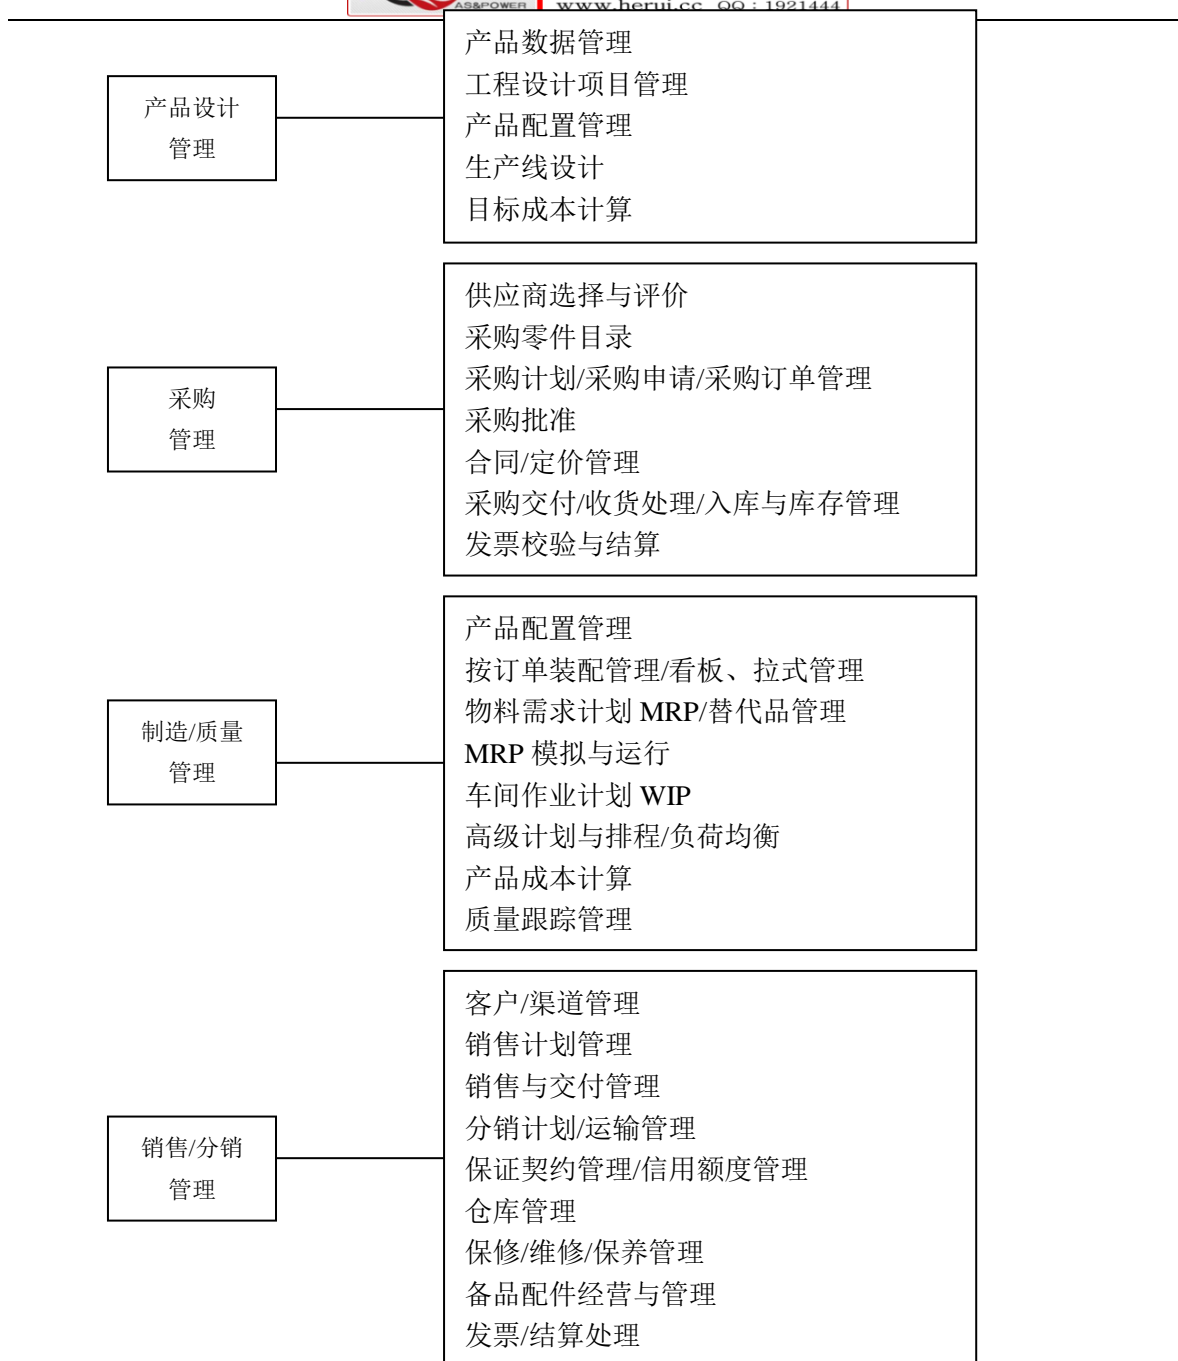 AS&POWER
www.herui.cc QQ：1921444
产品设计
管理
产品数据管理
工程设计项目管理
产品配置管理
生产线设计
目标成本计算
采购
管理
供应商选择与评价
采购零件目录
采购计划/采购申请/采购订单管理
采购批准
合同/定价管理
采购交付/收货处理/入库与库存管理
发票校验与结算
制造/质量
管理
产品配置管理
按订单装配管理/看板、拉式管理
物料需求计划 MRP/替代品管理
MRP 模拟与运行
车间作业计划 WIP
高级计划与排程/负荷均衡
产品成本计算
质量跟踪管理
销售/分销
管理
客户/渠道管理
销售计划管理
销售与交付管理
分销计划/运输管理
保证契约管理/信用额度管理
仓库管理
保修/维修/保养管理
备品配件经营与管理
发票/结算处理